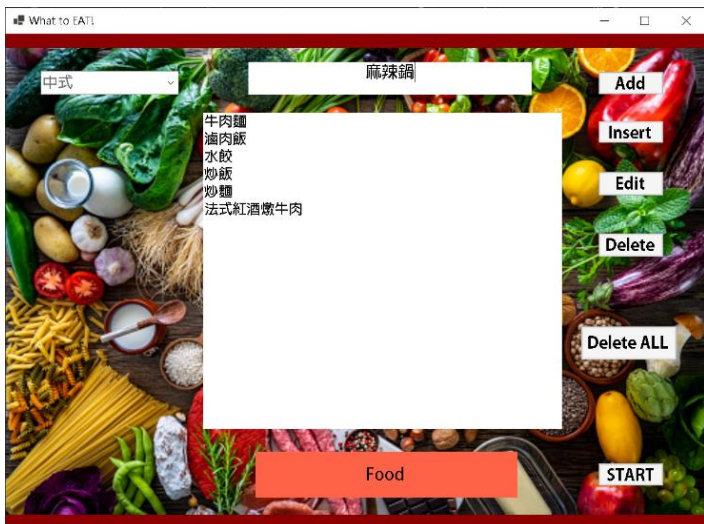 What to EAT!
中式
麻辣鍋
Add
牛肉麵
滷肉飯
水餃
炒飯
炒麵
法式紅酒燉牛肉
Insert
Edit
Delete
Delete ALL
Food
START